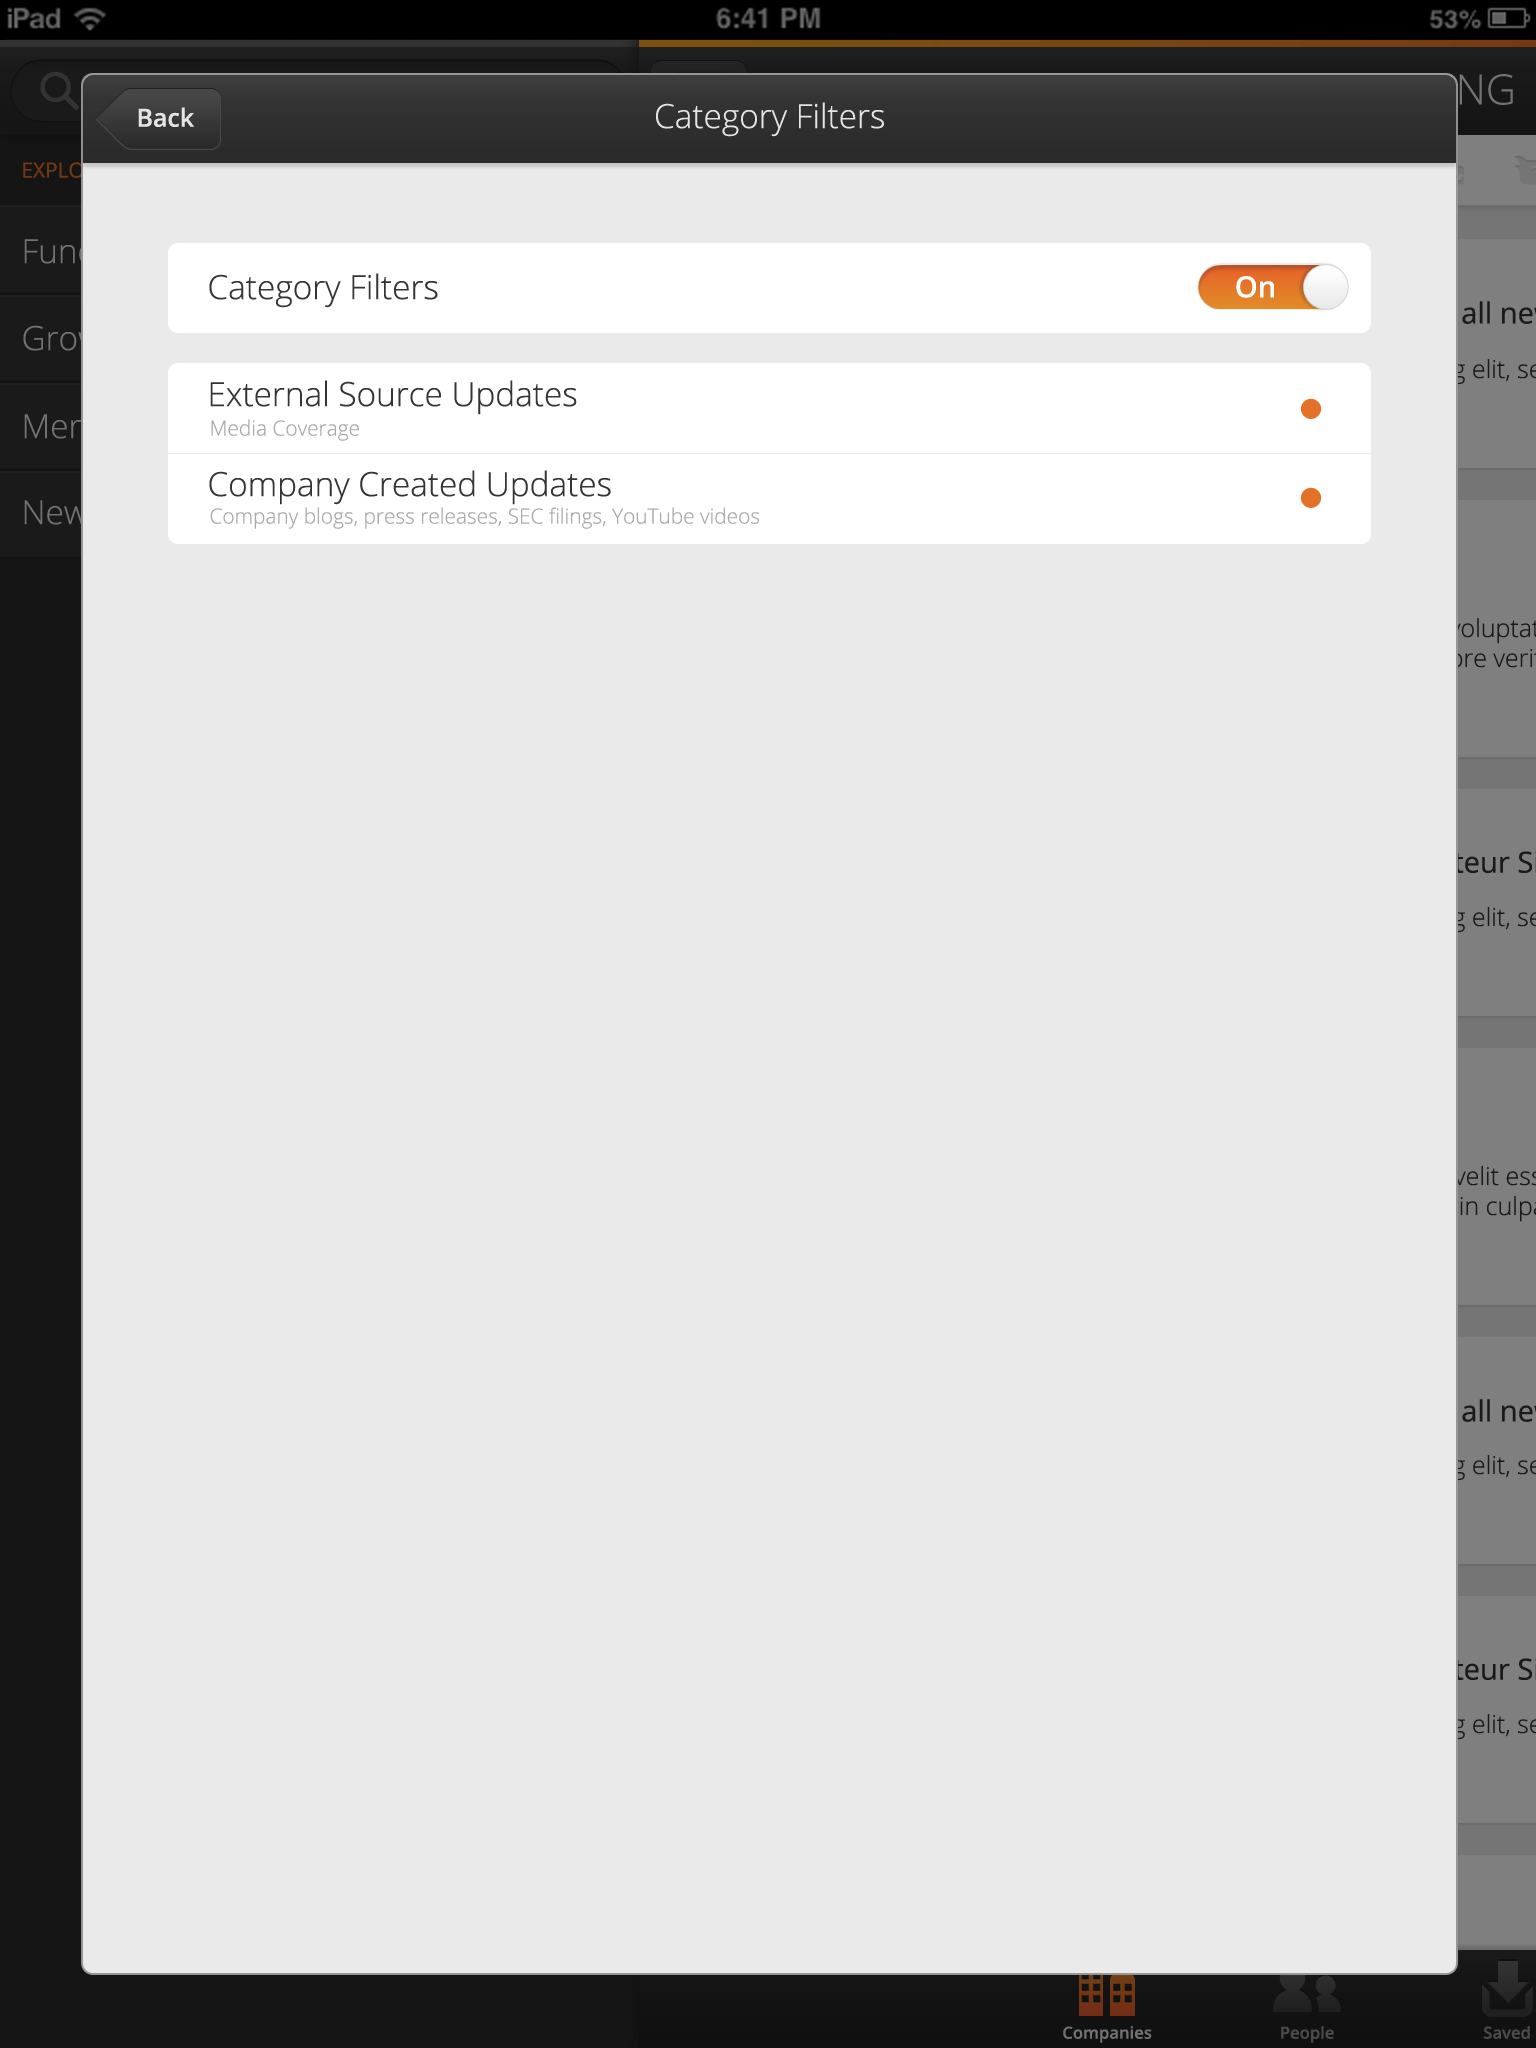 iPad
6:41 PM
53%
NG
Back
Category Filters
Category Filters
On
External Source Updates
Media Coverage
Company Created Updates
Company blogs, press releases, SEC filings, YouTube videos
EXPLO
Fun
Gro
Mer
New
all ne
g elit, se
voluptat
ore veri
teur Si
g elit, se
velit ess
in culpa
all ne
g elit, se
teur Si
g elit, se
Companies
People
Saved